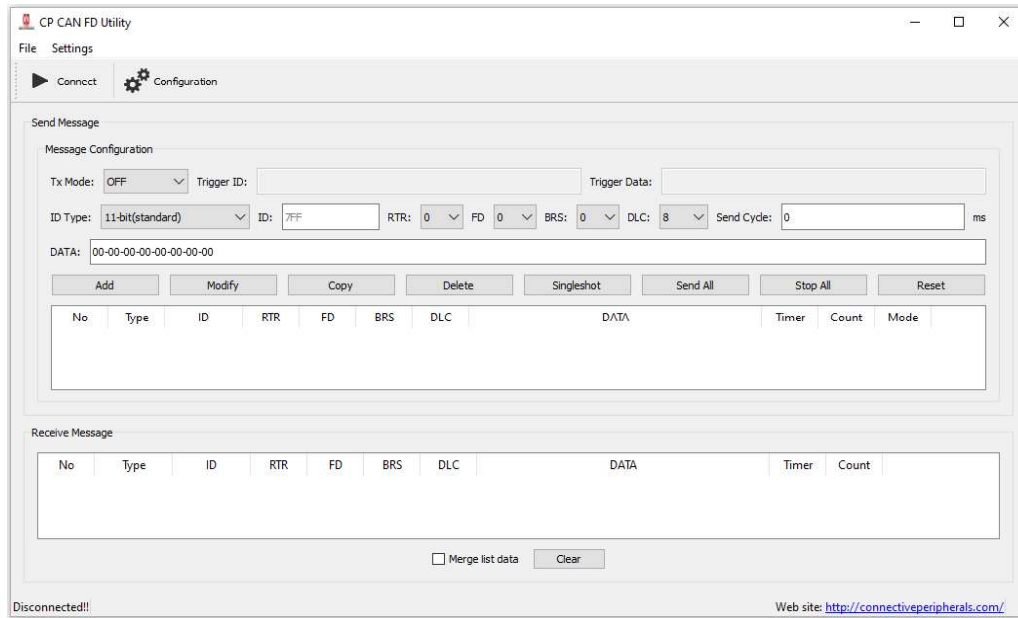 CP CAN FD Utility
File Settings
Connect Configuration
Send Message
Message Configuration
Tx Mode: OFF Trigger ID: Trigger Data:
ID Type: 11-bit(standard) ID: 7FF RTR: 0 FD 0 BRS: 0 DLC: 8 Send Cycle: 0 ms
DATA: 00-00-00-00-00-00-00-00
Add Modify Copy Delete Singleshot Send All Stop All Reset
No Type ID RTR FD BRS DLC DATA Timer Count Mode
Receive Message
No Type ID RTR FD BRS DLC DATA Timer Count
Merge list data Clear
Disconnected!! Web site: http://connectiveperipherals.com/